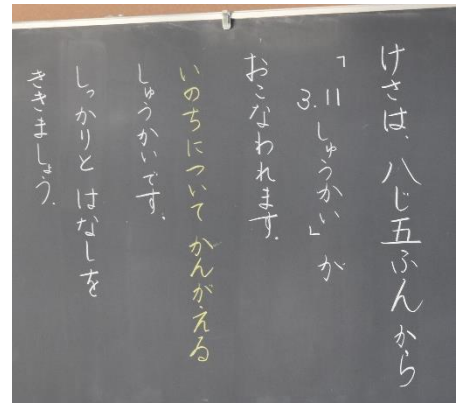 けさは、八じ五ふんから
「3.11しゅうかい」が
おこなわれます。
いのちについてかんがえる
しゅうかいです。
しっかりと はなしを
ききましょう。